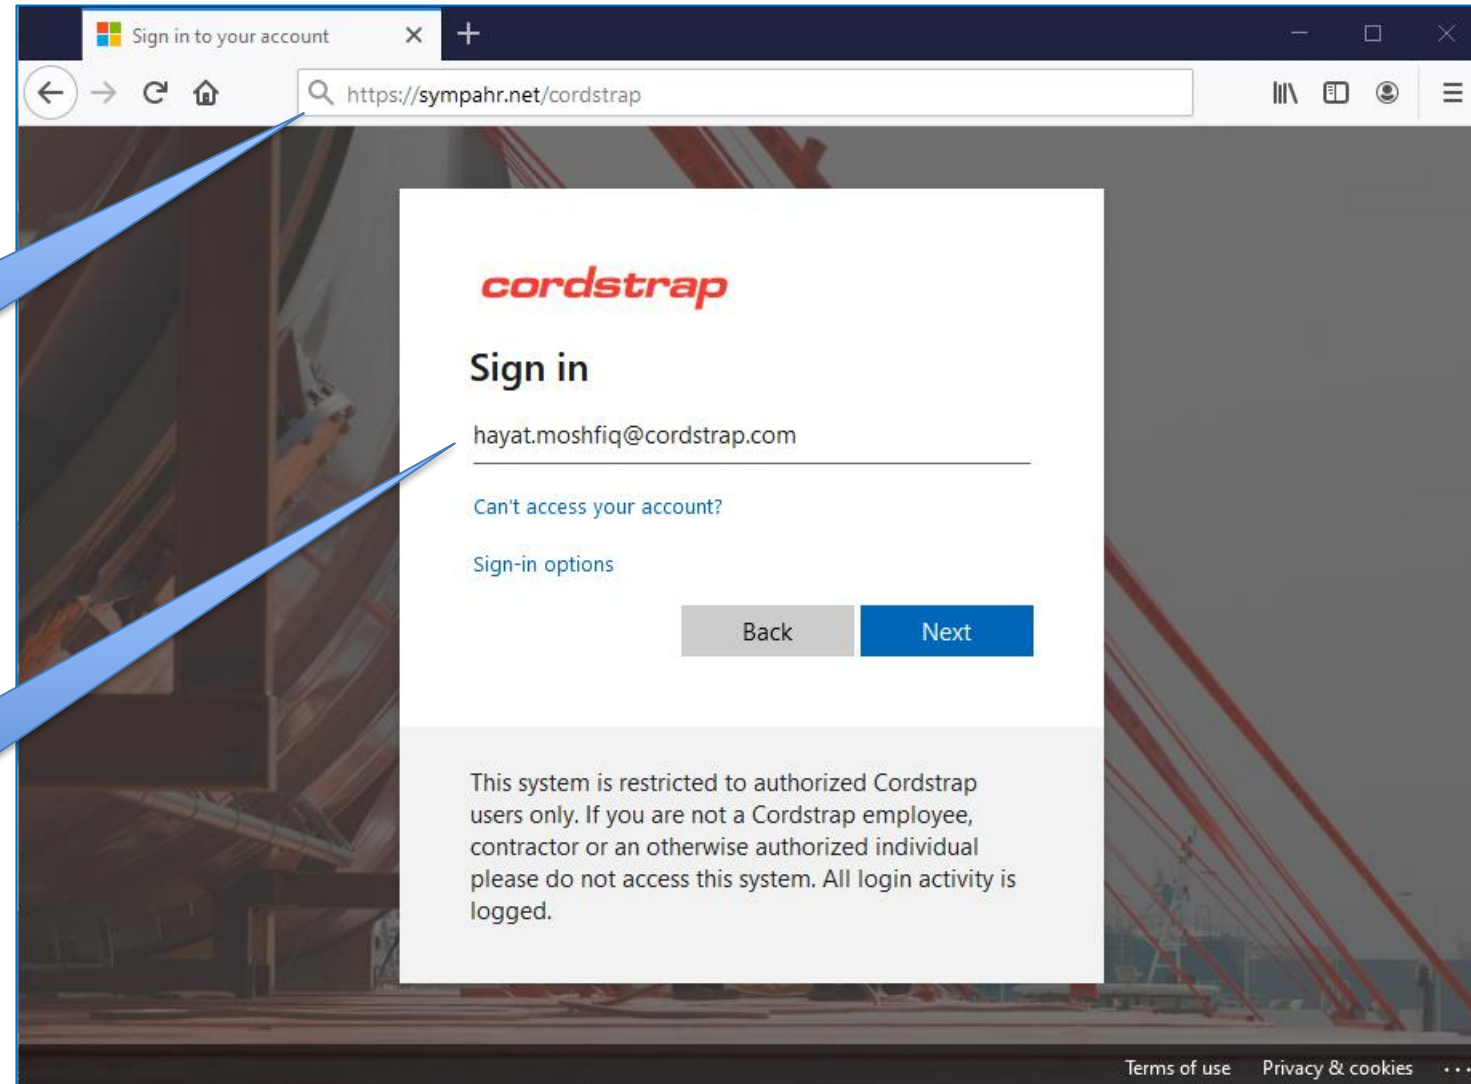 Sign in to your account
https://sympahr.net/cordstrap
cordstrap
Sign in
hayat.moshfiq@cordstrap.com
Can't access your account?
Sign-in options
Back Next
This system is restricted to authorized Cordstrap
users only. If you are not a Cordstrap employee,
contractor or an otherwise authorized individual
please do not access this system. All login activity is
logged.
Terms of use Privacy & cookies ...